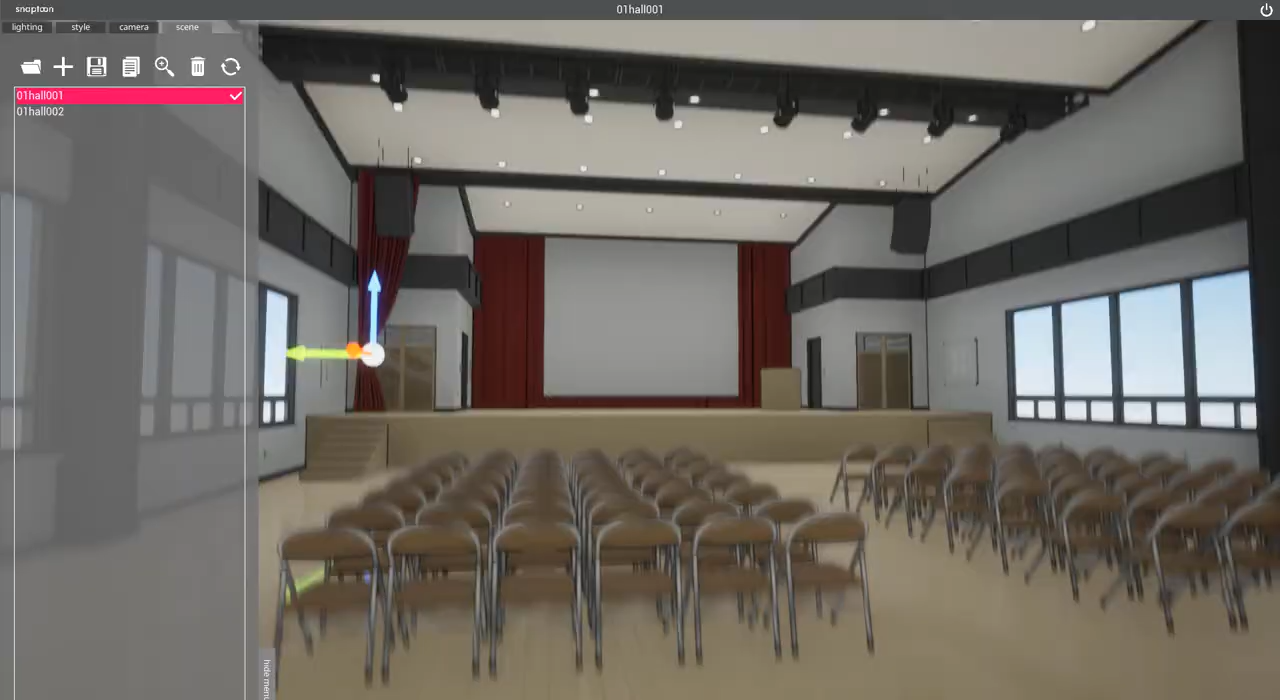 snaptoon
01hall001
lighting
style
camera
scene
01hall001
01hall002
hide menu